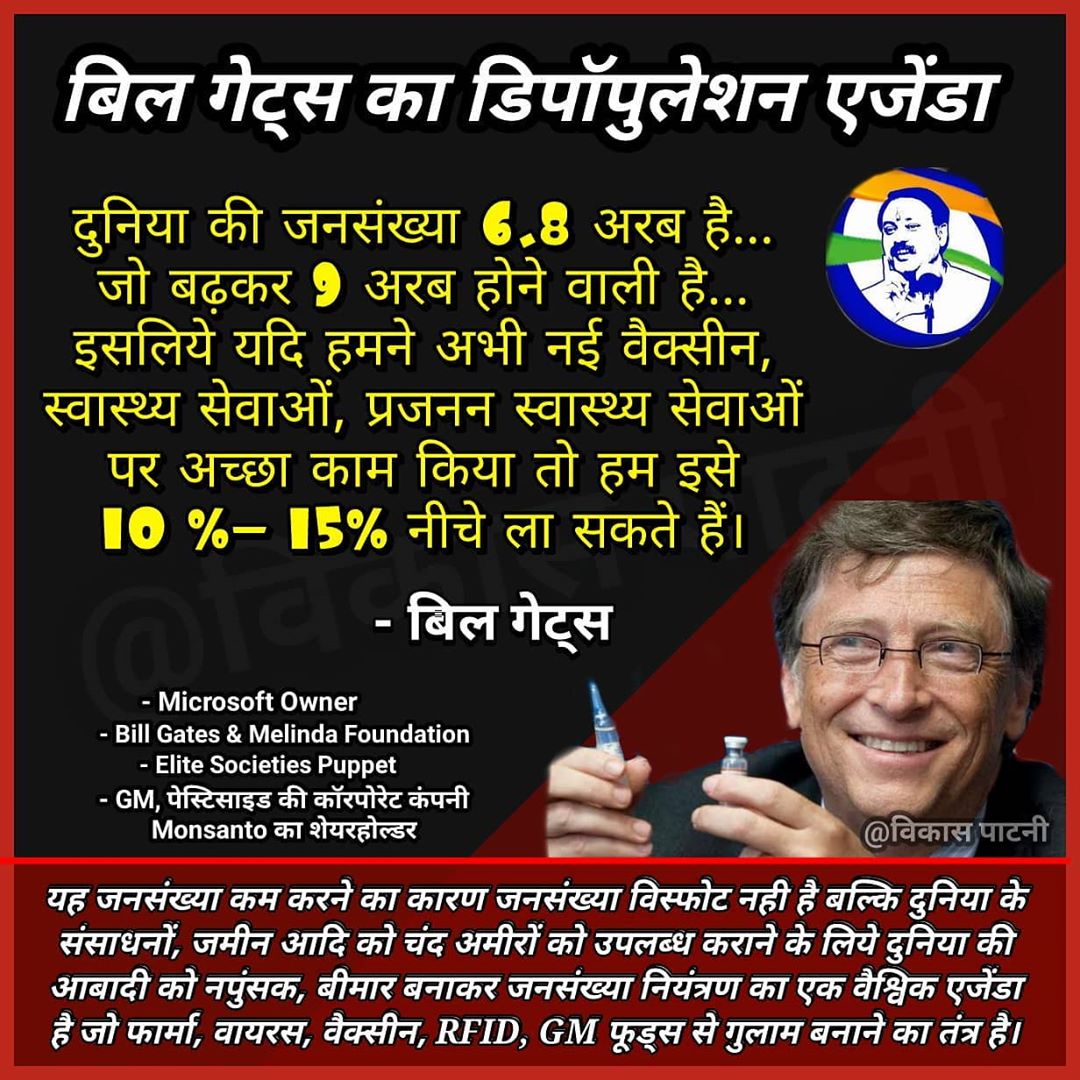 बिल गेट्स का डिपॉपुलेशन एजेंडा
दुनिया की जनसंख्या 6.8 अरब है...
जो बढ़कर 9 अरब होने वाली है...
इसलिये यदि हमने अभी नई वैक्सीन,
स्वास्थ्य सेवाओं, प्रजनन स्वास्थ्य सेवाओं
पर अच्छा काम किया तो हम इसे
10 %– 15% नीचे ला सकते हैं।
- बिल गेट्स
- Microsoft Owner
- Bill Gates & Melinda Foundation
- Elite Societies Puppet
- GM, पेस्टिसाइड की कॉरपोरेट कंपनी
Monsanto का शेयरहोल्डर
@विकास पाटनी
@विकास पाटनी
यह जनसंख्या कम करने का कारण जनसंख्या विस्फोट नही है बल्कि दुनिया के
संसाधनों, जमीन आदि को चंद अमीरों को उपलब्ध कराने के लिये दुनिया की
आबादी को नपुंसक, बीमार बनाकर जनसंख्या नियंत्रण का एक वैश्विक एजेंडा
है जो फार्मा, वायरस, वैक्सीन, RFID, GM फूड्स से गुलाम बनाने का तंत्र है।